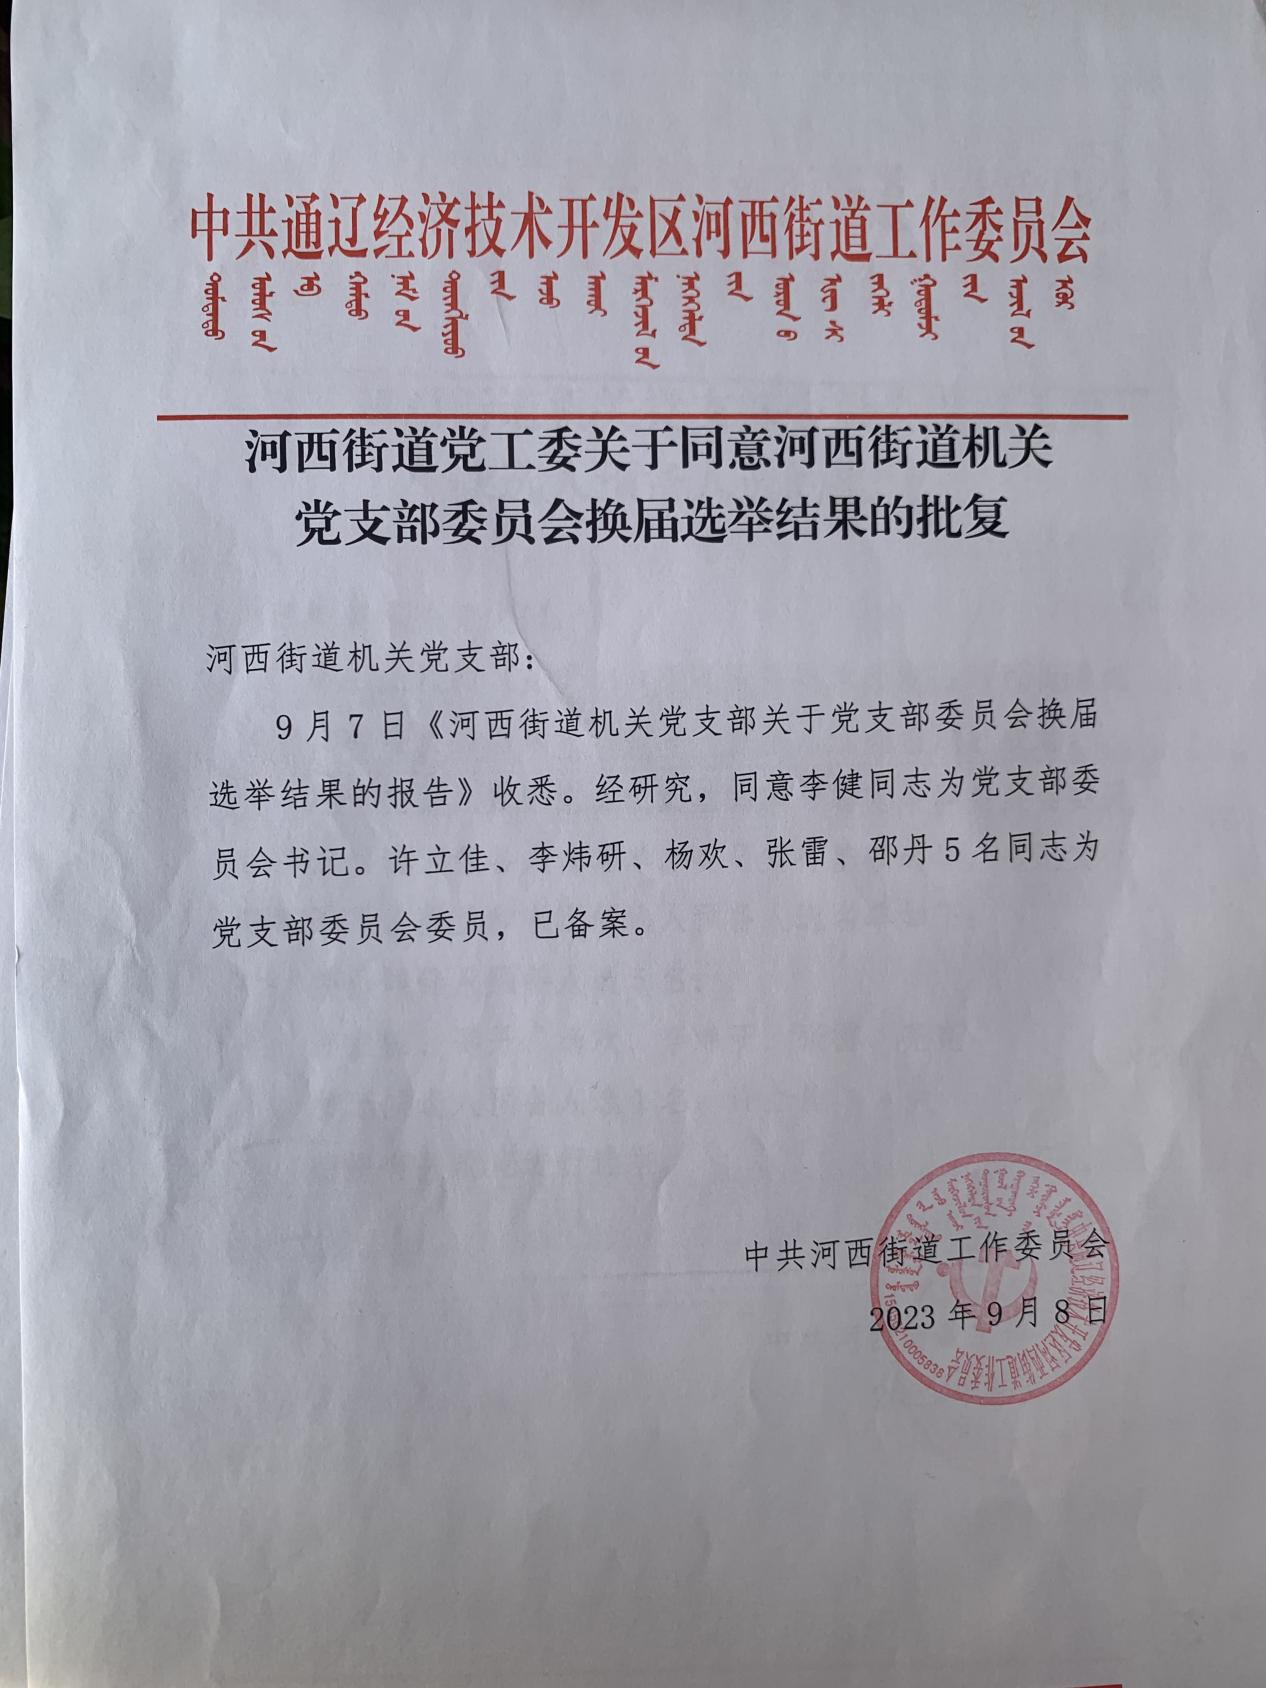 中共通辽经济技术开发区河西街道工作委员会
河西街道党工委关于同意河西街道机关
党支部委员会换届选举结果的批复
河西街道机关党支部：
9月7日《河西街道机关党支部关于党支部委员会换届
选举结果的报告》收悉。经研究，同意李健同志为党支部委
员会书记。许立佳、李炜研、杨欢、张雷、邵丹5名同志为
党支部委员会委员，已备案。
中共河西街道工作委员会
2023年9月8日